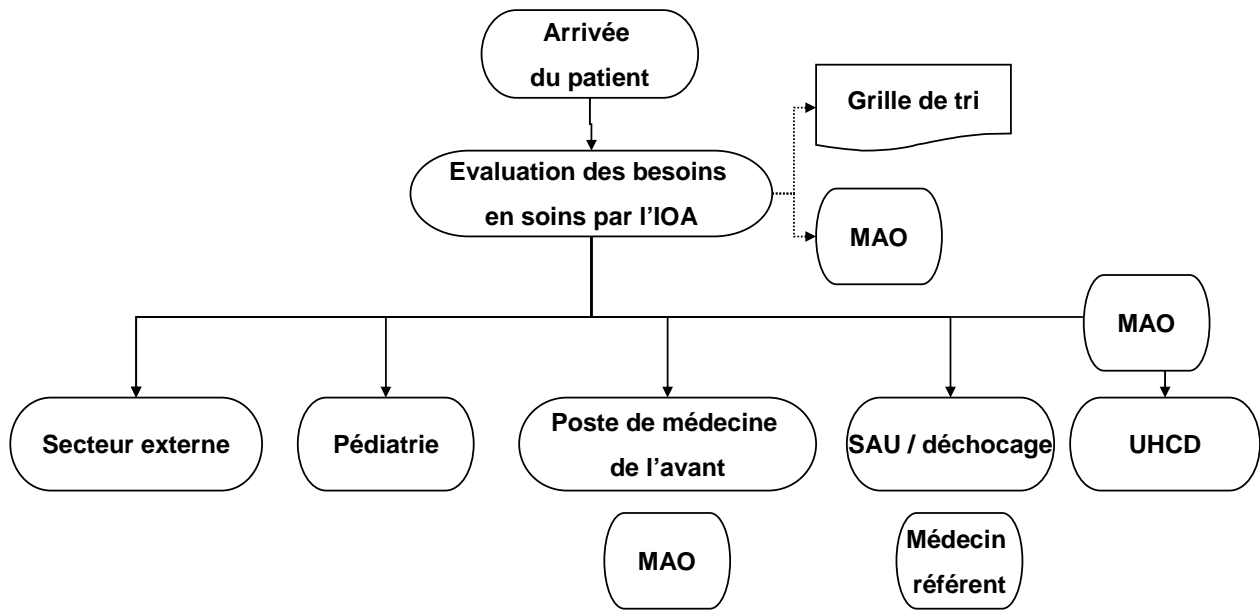 Arrivée
du patient
Grille de tri
Evaluation des besoins
en soins par l'IOA
MAO
MAO
Secteur externe
Pédiatrie
Poste de médecine
de l'avant
SAU / déchocage
UHCD
MAO
Médecin
référent